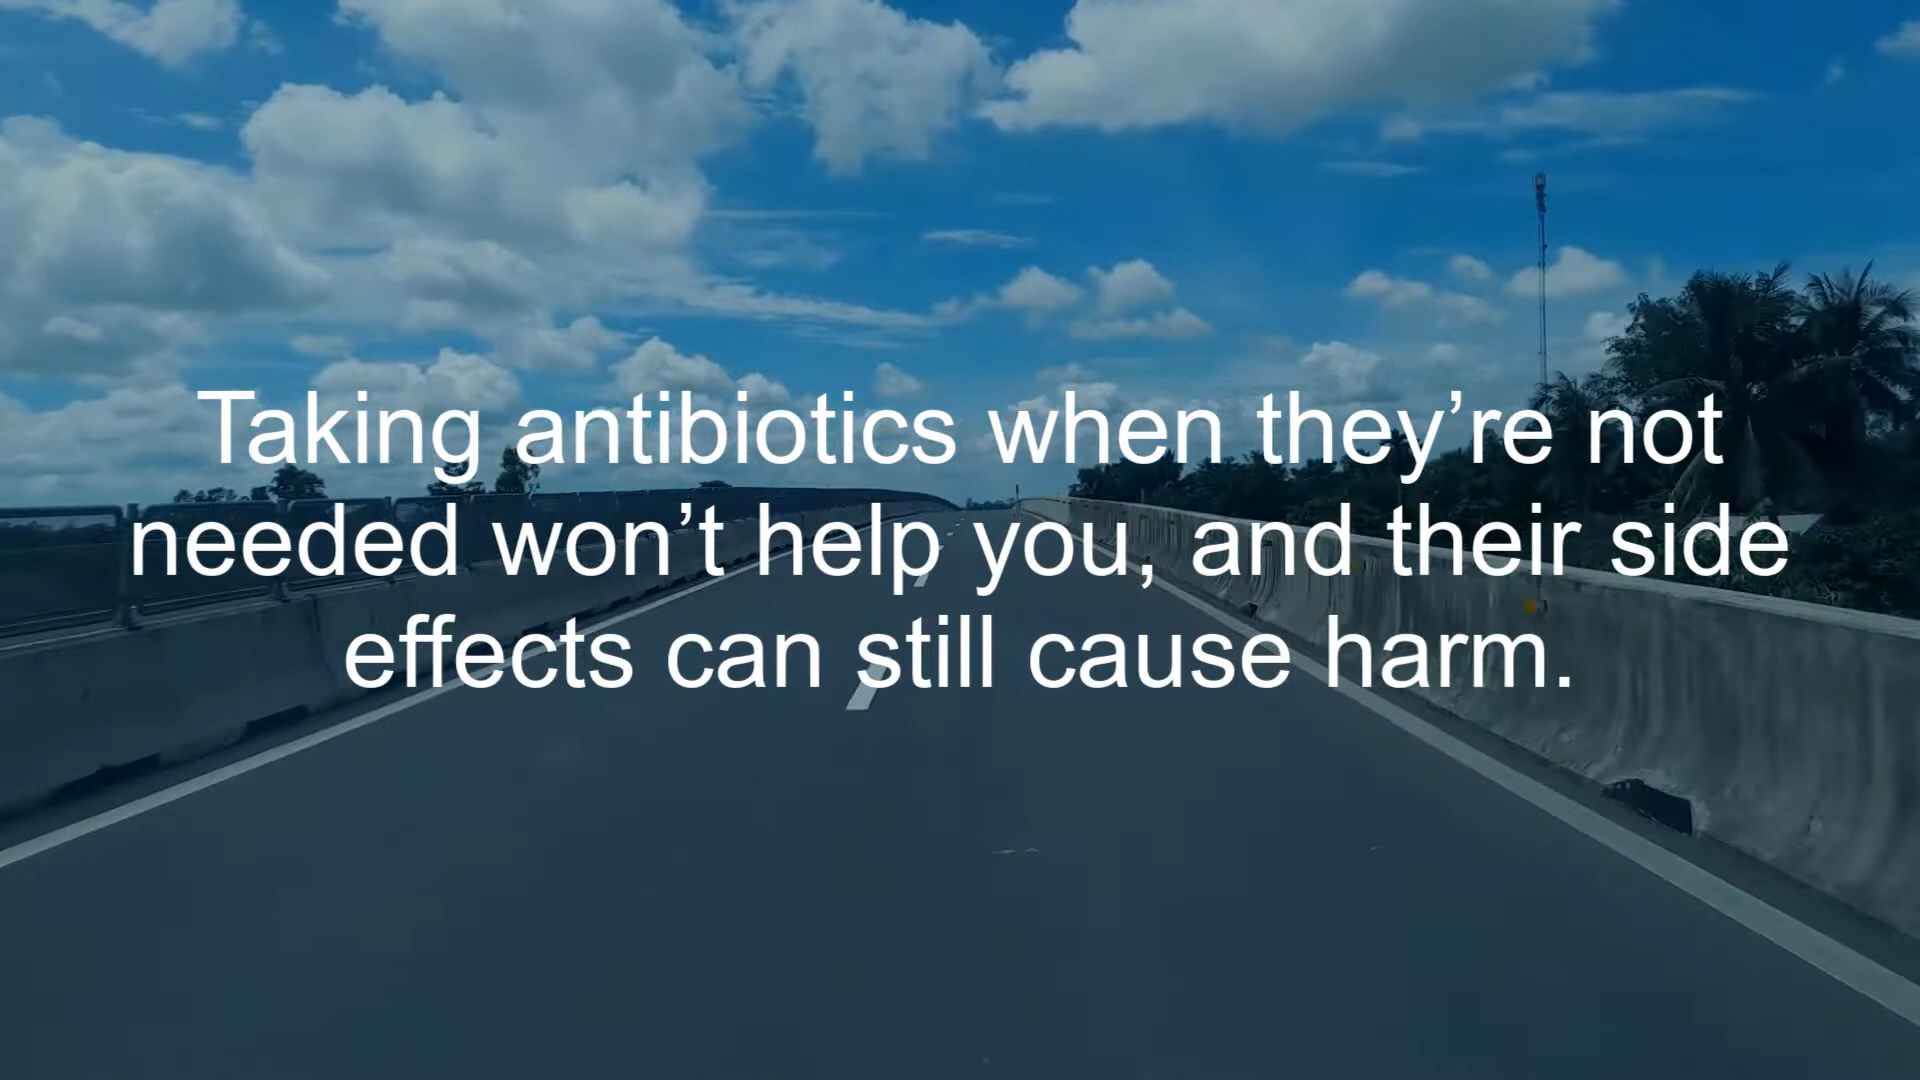 Taking antibiotics when they’re not
needed won’t help you, and their side
effects can still cause harm.